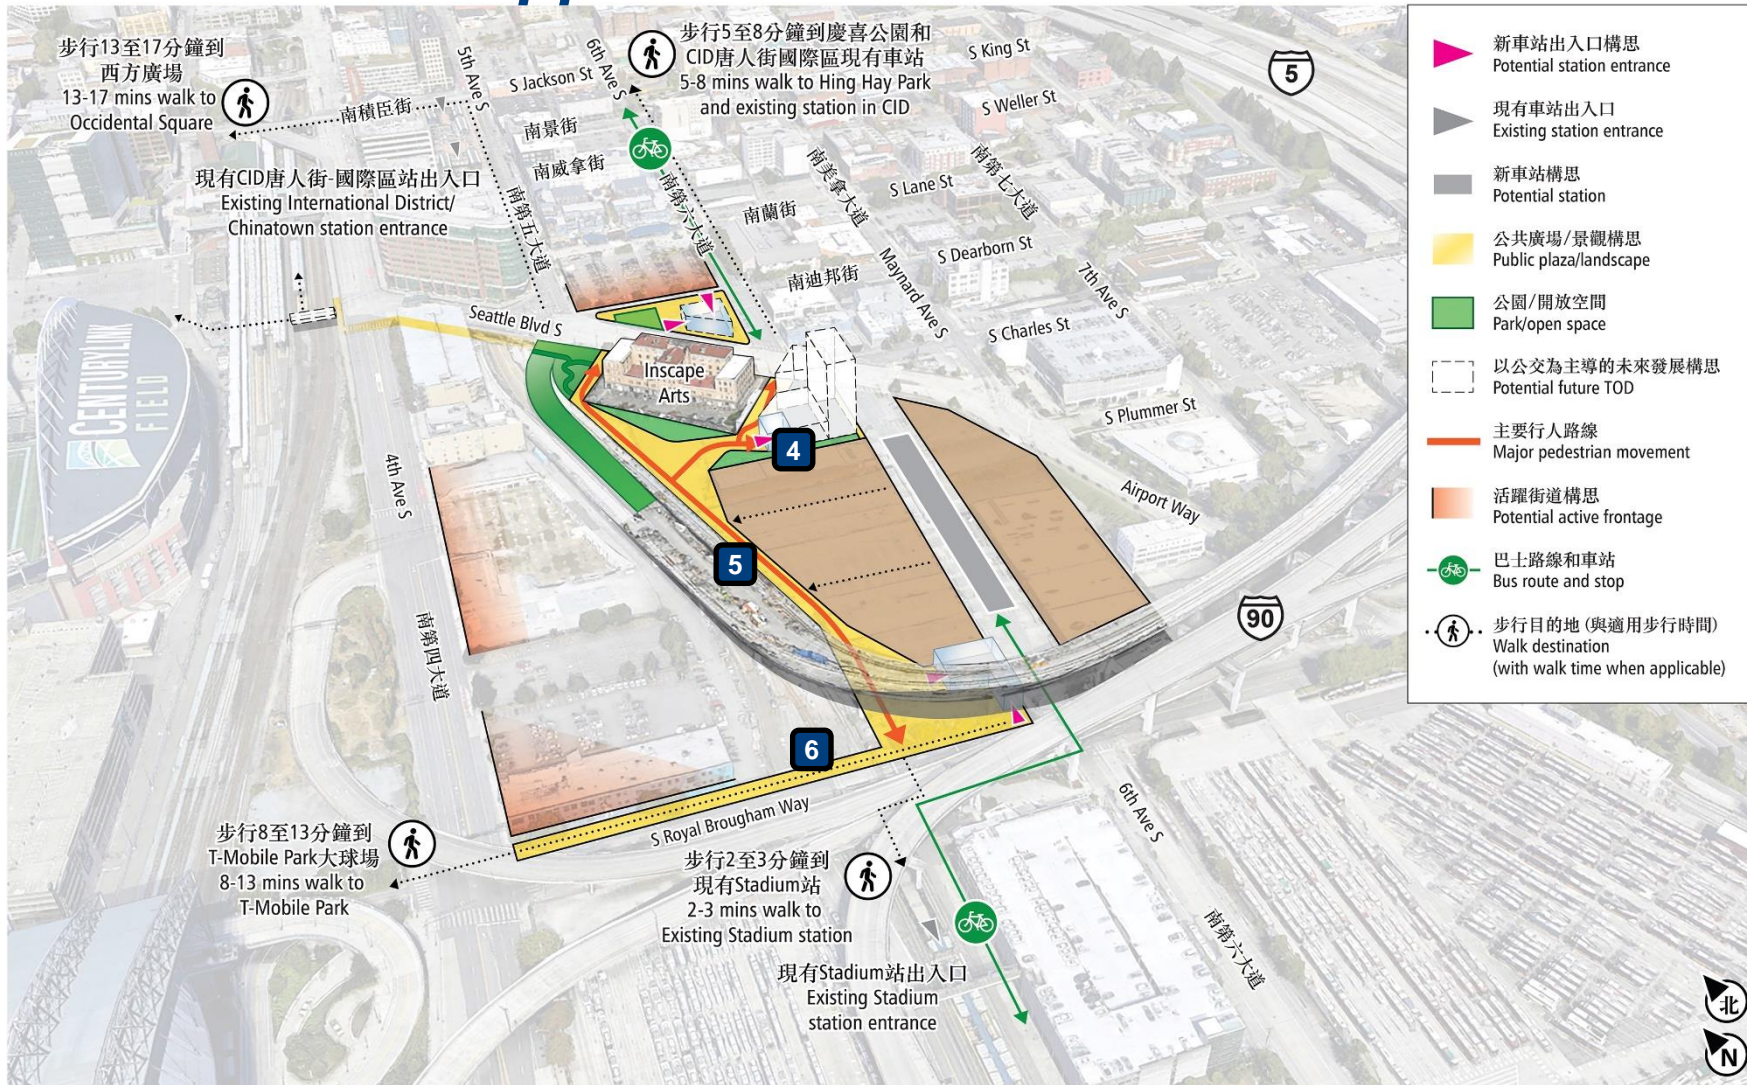 步行13至17分鐘到
西方廣場
13-17 mins walk to
Occidental Square
5th Ave S
6th Ave S
S Jackson St
步行5至8分鐘到慶喜公園和
CID唐人街國際區現有車站
5-8 mins walk to Hing Hay Park
and existing station in CID
S King St
S Weller St
5
南積臣街
南景街
南威拿街
南第六大道
南蘭街
南美拿大道
S Lane St
南第七大道
現有CID唐人街-國際區站出入口
Existing International District/
Chinatown station entrance
南第五大道
S Dearborn St
南迪邦街
Maynard Ave S
7th Ave S
S Charles St
Seattle Blvd S
CENTURYLINK
FIELD
Inscape
Arts
S Plummer St
4
Airport Way
4th Ave S
5
90
南第四大道
6
S Royal Brougham Way
6th Ave S
步行8至13分鐘到
T-Mobile Park大球場
8-13 mins walk to
T-Mobile Park
步行2至3分鐘到
現有Stadium站
2-3 mins walk to
Existing Stadium station
現有Stadium站出入口
Existing Stadium
station entrance
南第六大道
新車站出入口構思
Potential station entrance
現有車站出入口
Existing station entrance
新車站構思
Potential station
公共廣場/景觀構思
Public plaza/landscape
公園/開放空間
Park/open space
以公交為主導的未來發展構思
Potential future TOD
主要行人路線
Major pedestrian movement
活躍街道構思
Potential active frontage
巴士路線和車站
Bus route and stop
步行目的地 (與適用步行時間)
Walk destination
(with walk time when applicable)
北
N